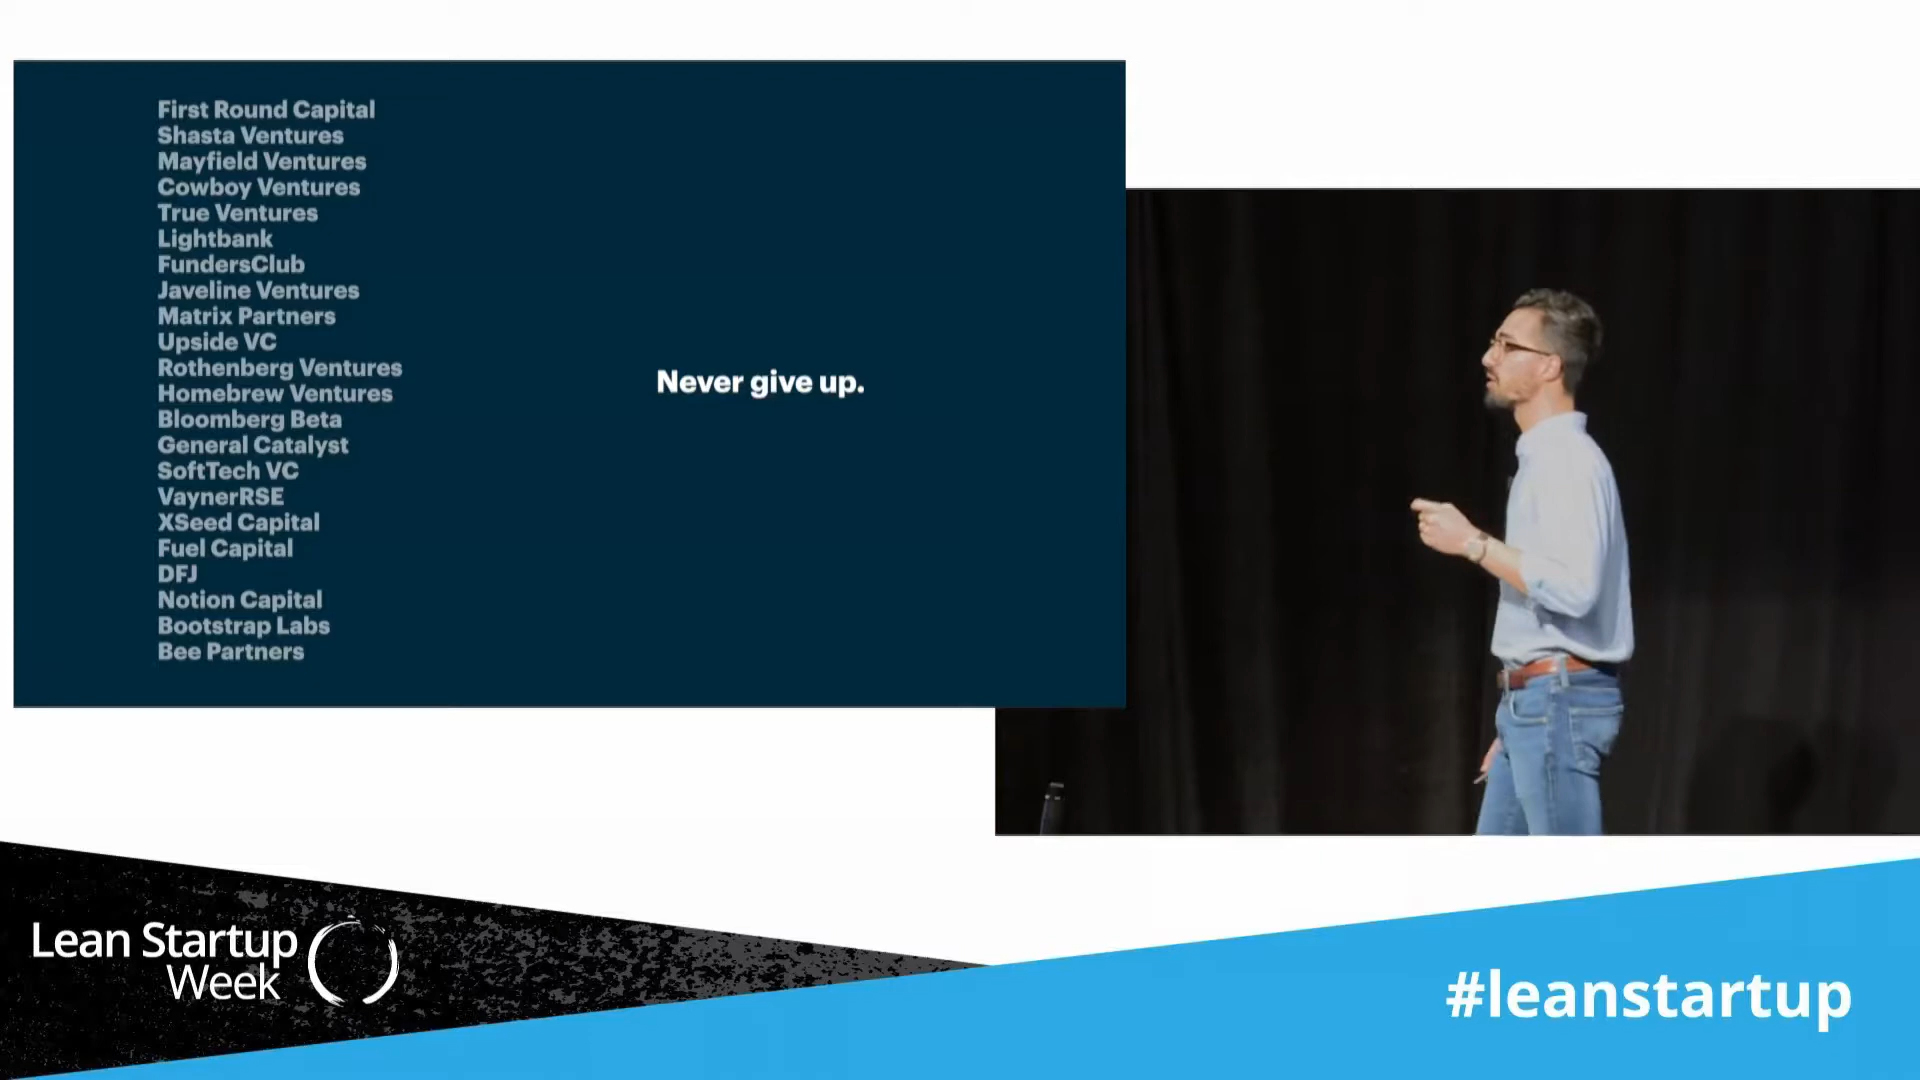 First Round Capital
Shasta Ventures
Mayfield Ventures
Cowboy Ventures
True Ventures
Lightbank
FundersClub
Javeline Ventures
Matrix Partners
Upside VC
Rothenberg Ventures
Homebrew Ventures
Bloomberg Beta
General Catalyst
SoftTech VC
VaynerRSE
XSeed Capital
Fuel Capital
DFJ
Notion Capital
Bootstrap Labs
Bee Partners
Never give up.
Lean Startup
Week
#leanstartup